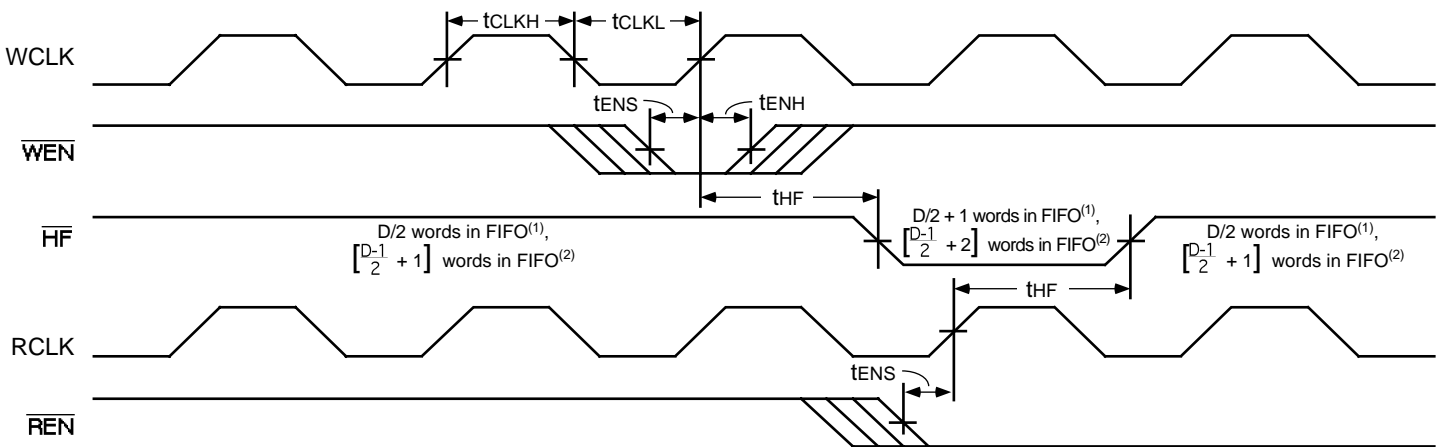 tCLKH
tCLKL
WCLK
tENS
tENH
WEN
tHF
HF
D/2 words in FIFO(1),
[D-1/2 + 1] words in FIFO(2)
D/2 + 1 words in FIFO(1),
[D-1/2 + 2] words in FIFO(2)
D/2 words in FIFO(1),
[D-1/2 + 1] words in FIFO(2)
tHF
RCLK
tENS
REN